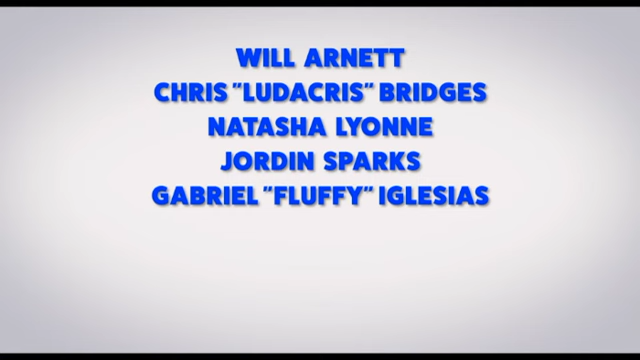 WILL ARNETT
CHRIS "LUDACRIS" BRIDGES
NATASHA LYONNE
JORDIN SPARKS
GABRIEL "FLUFFY" IGLESIAS